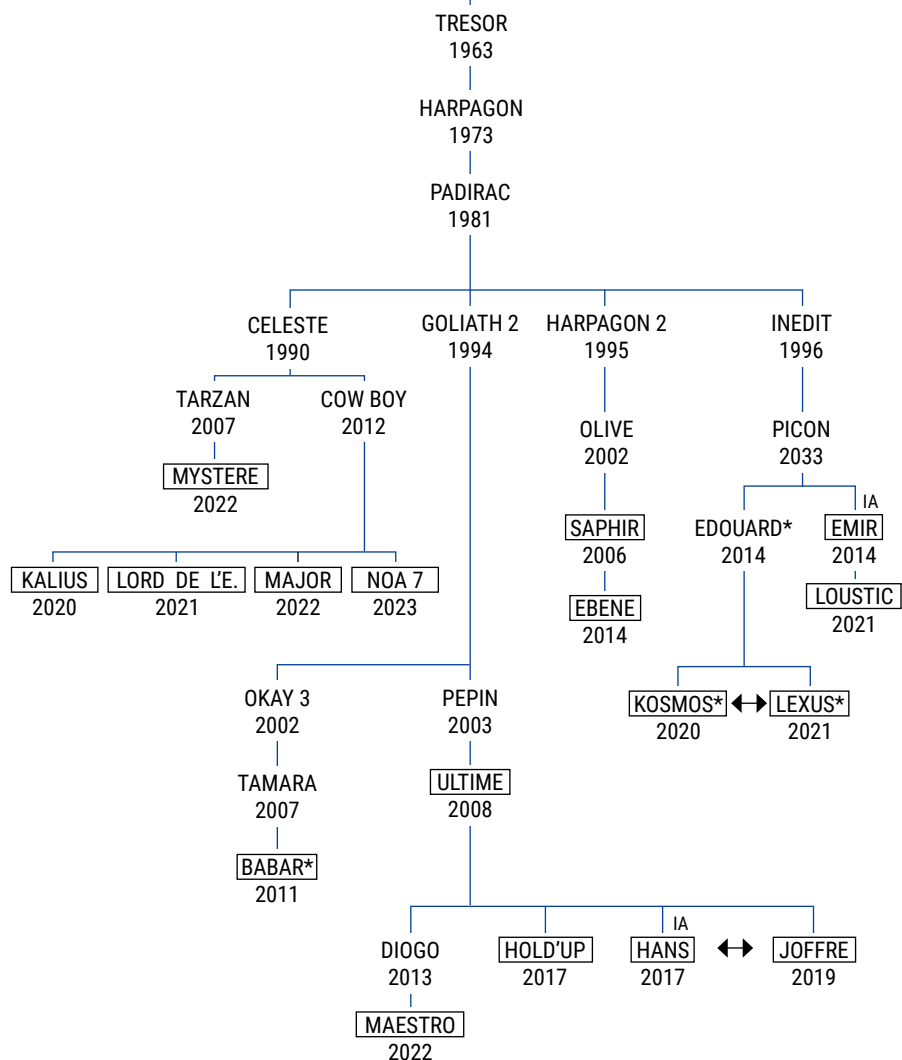 TRESOR
1963
HARPAGON
1973
PADIRAC
1981
CELESTE
1990
GOLIATH 2
1994
HARPAGON 2
1995
INEDIT
1996
TARZAN
2007
COW BOY
2012
OLIVE
2002
PICON
2033
MYSTERE
2022
SAPHIR
2006
EDOUARD*
2014
IA
EMIR
2014
KALIUS
2020
LORD DE L'E.
2021
MAJOR
2022
NOA 7
2023
EBENE
2014
LOUSTIC
2021
OKAY 3
2002
PEPIN
2003
KOSMOS*
2020
LEXUS*
2021
TAMARA
2007
ULTIME
2008
BABAR*
2011
DIOGO
2013
HOLD'UP
2017
IA
HANS
2017
JOFFRE
2019
MAESTRO
2022